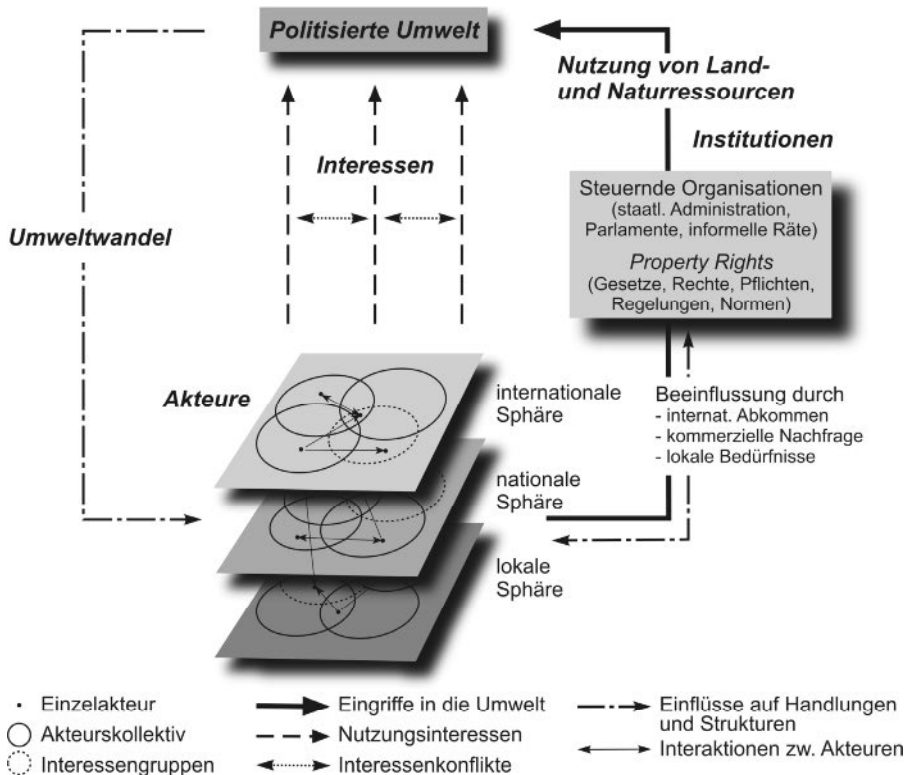 Politisierte Umwelt
Nutzung von Land-
und Naturressourcen
Institutionen
Interessen
Steuernde Organisationen
(staatl. Administration,
Parlamente, informelle Räte)
Property Rights
(Gesetze, Rechte, Pflichten,
Regelungen, Normen)
Umweltwandel
Akteure
internationale
Sphäre
Beeinflussung durch
- internat. Abkommen
- kommerzielle Nachfrage
- lokale Bedürfnisse
nationale
Sphäre
lokale
Sphäre
Einzelakteur
Akteurskollektiv
Interessengruppen
Eingriffe in die Umwelt
Nutzungsinteressen
Interessenkonflikte
Einflüsse auf Handlungen
und Strukturen
Interaktionen zw. Akteuren